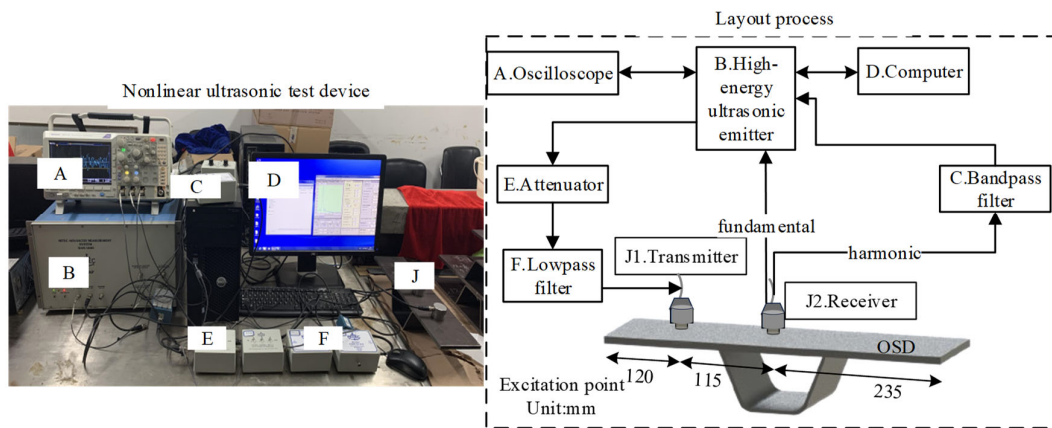 Nonlinear ultrasonic test device
A
B
C
D
E
F
J
Layout process
A.Oscilloscope
B.High-
energy
ultrasonic
emitter
D.Computer
E.Attenuator
C.Bandpass
filter
fundamental
F.Lowpass
filter
J1.Transmitter
harmonic
J2.Receiver
OSD
120
115
235
Excitation point
Unit:mm